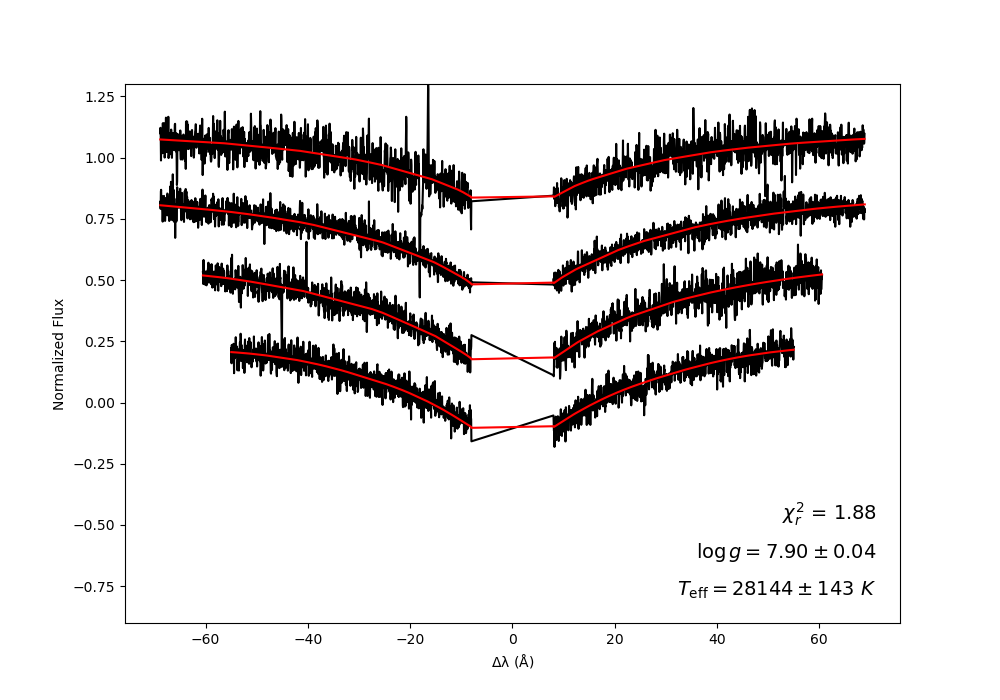 1.25
1.00
0.75
0.50
0.25
0.00
−0.25
−0.50
−0.75
Normalized Flux
χ²ᵣ = 1.88
log g = 7.90 ± 0.04
T_eff = 28144 ± 143 K
−60 −40 −20 0 20 40 60
Δλ (Å)